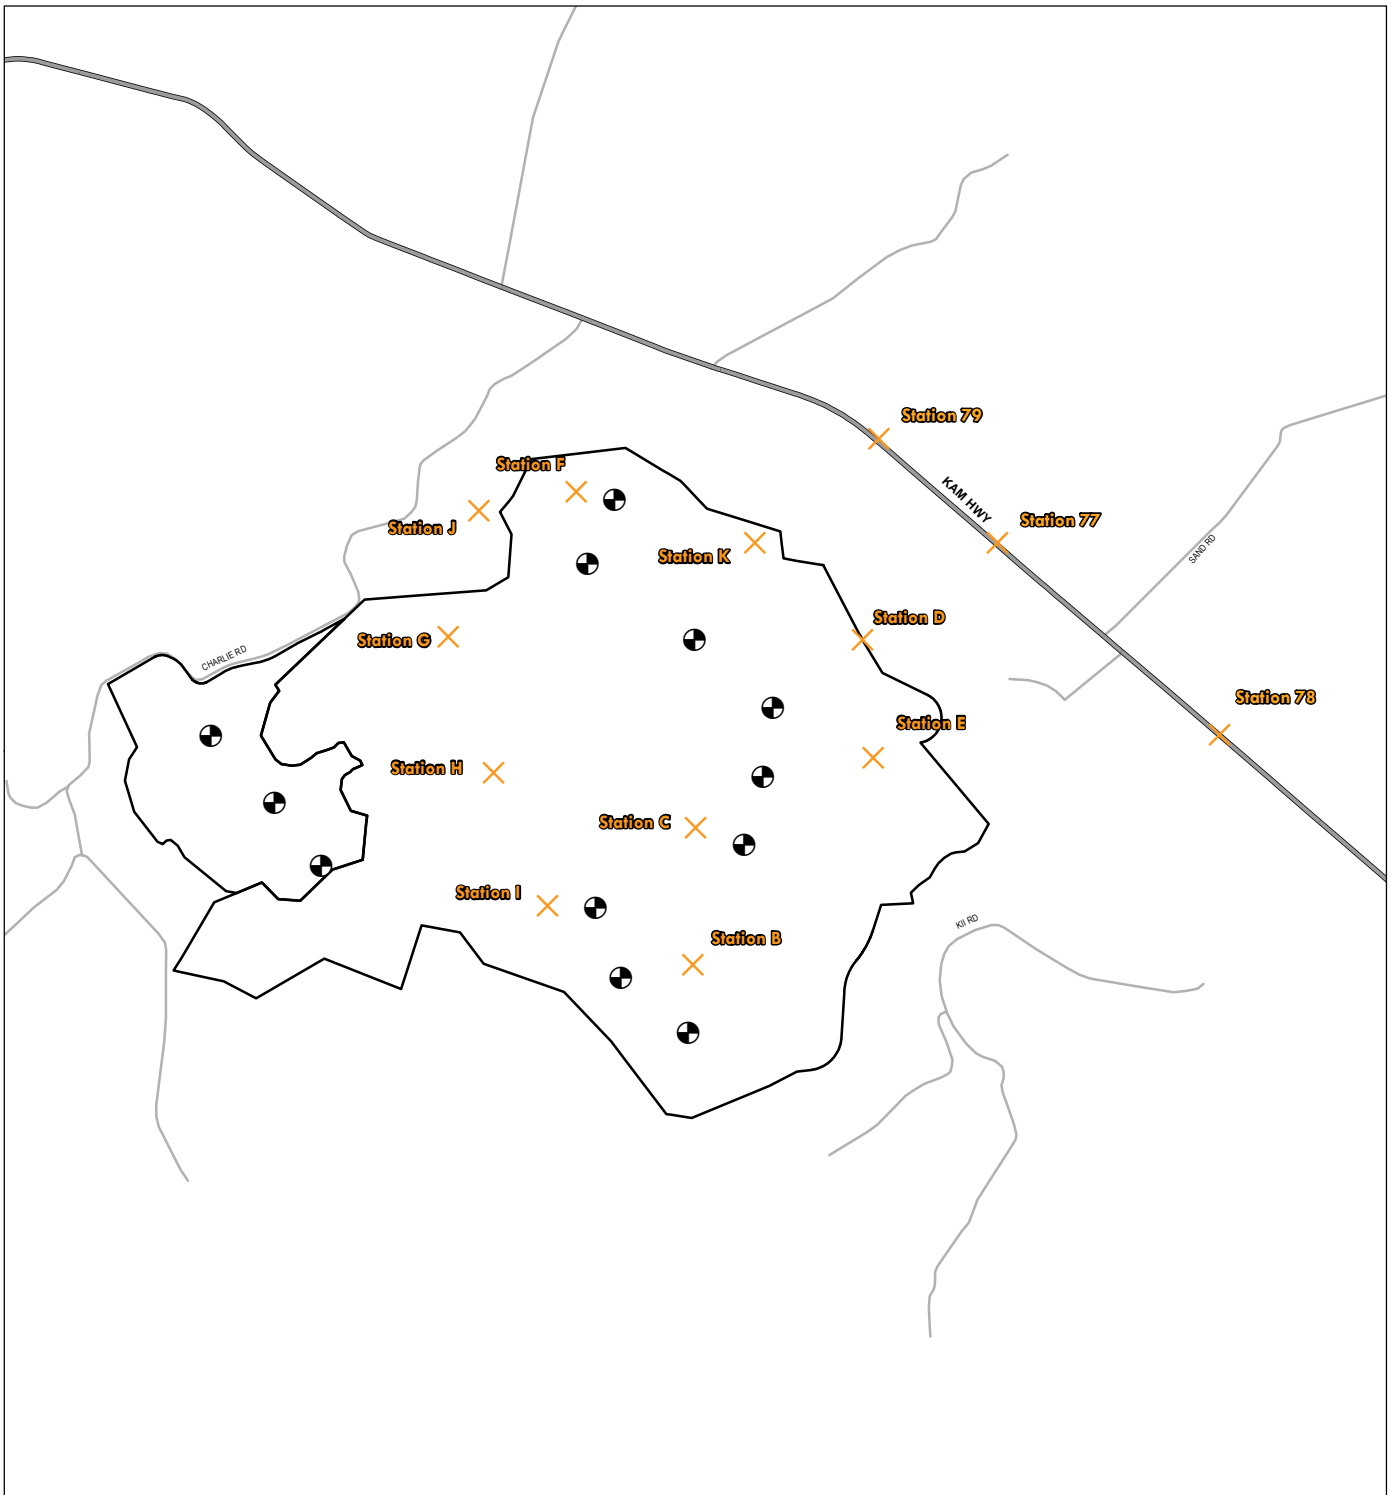 Station 79
Station F
KAM HWY
Station 77
Station J
SAND RD
Station K
Station D
Station G
CHARLIE RD
Station 78
Station E
Station H
Station C
Station I
KII RD
Station B